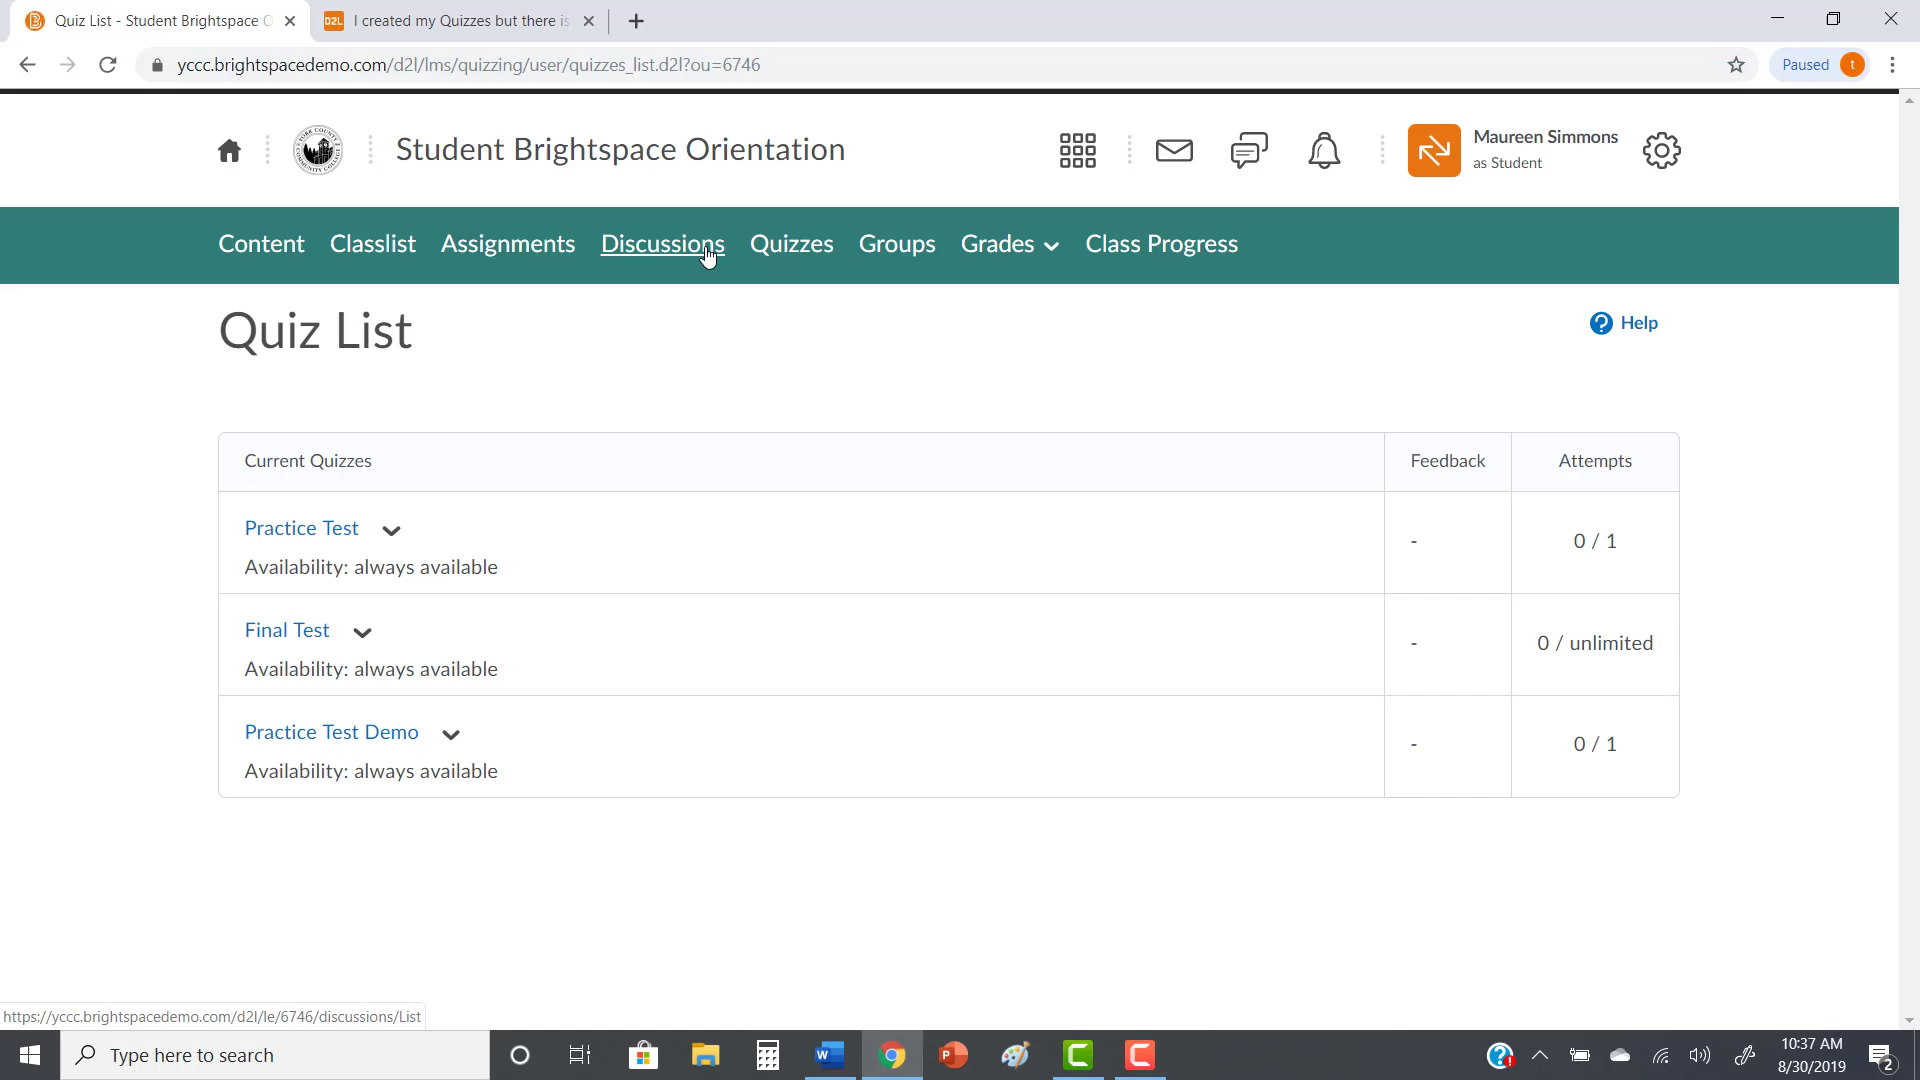 Quiz List - Student Brightspace O
D2L I created my Quizzes but there is
yccc.brightspacedemo.com/d2l/lms/quizzing/user/quizzes_list.d2l?ou=6746
Paused t
Student Brightspace Orientation
Maureen Simmons
as Student
Content Classlist Assignments Discussions Quizzes Groups Grades Class Progress
Quiz List
Help
Current Quizzes Feedback Attempts
Practice Test
Availability: always available
- 0 / 1
Final Test
Availability: always available
- 0 / unlimited
Practice Test Demo
Availability: always available
- 0 / 1
https://yccc.brightspacedemo.com/d2l/le/6746/discussions/List
Type here to search
10:37 AM
8/30/2019
2